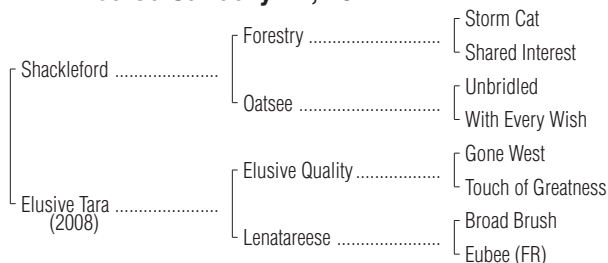 Storm Cat
Forestry
Shared Interest
Shackleford
Unbridled
Oatsee
With Every Wish
Gone West
Elusive Quality
Touch of Greatness
Elusive Tara
(2008)
Broad Brush
Lenatareese
Eubee (FR)